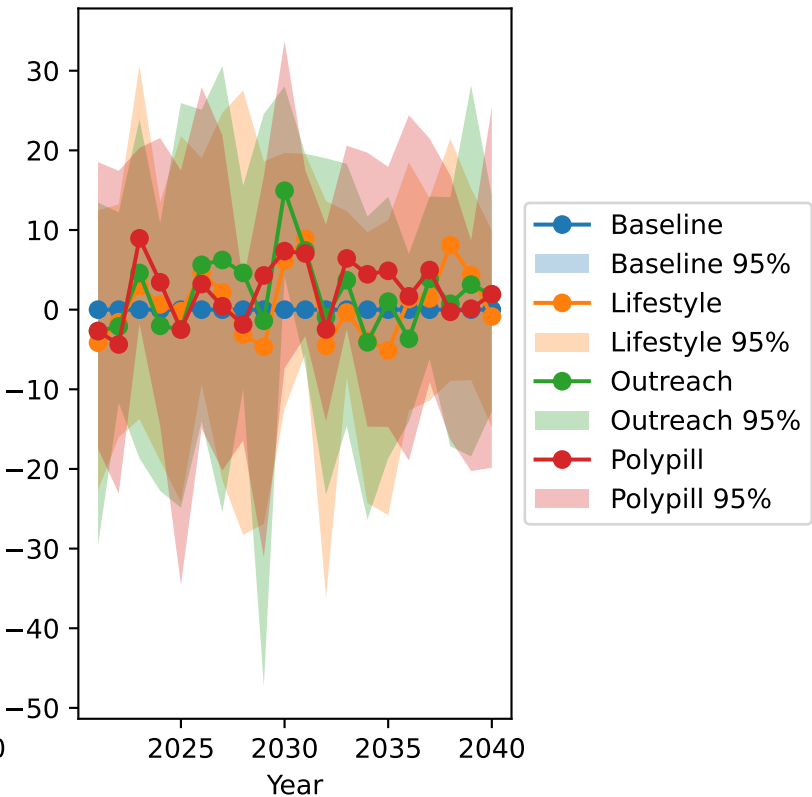 30
20
10
0
−10
−20
−30
−40
−50
0
2025
2030
2035
2040
Year
Baseline
Baseline 95%
Lifestyle
Lifestyle 95%
Outreach
Outreach 95%
Polypill
Polypill 95%